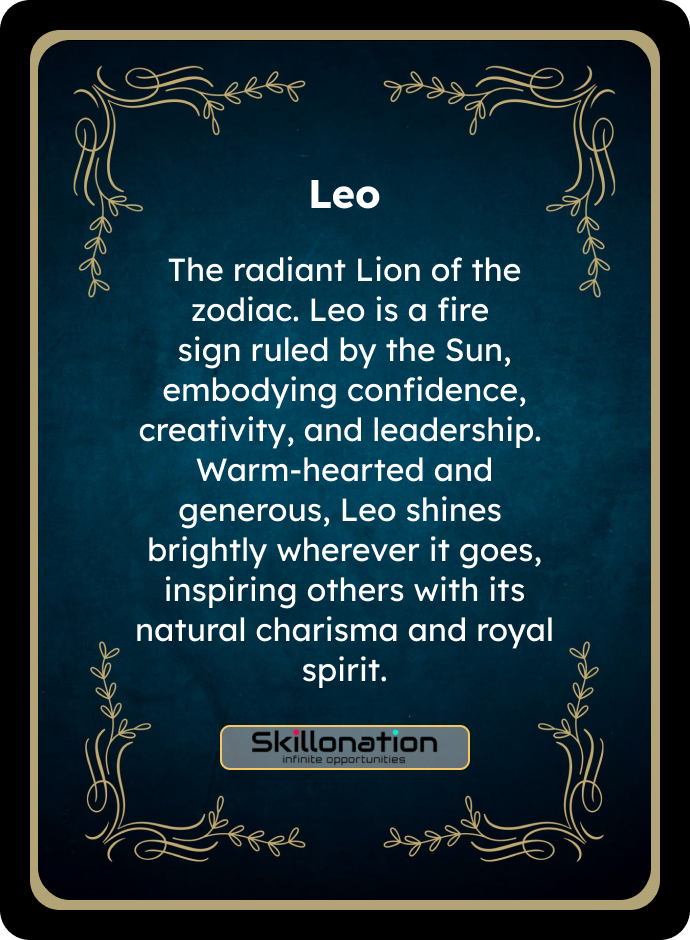 Leo
The radiant Lion of the
zodiac. Leo is a fire
sign ruled by the Sun,
embodying confidence,
creativity, and leadership.
Warm-hearted and
generous, Leo shines
brightly wherever it goes,
inspiring others with its
natural charisma and royal
spirit.
Skillonation
infinite opportunities